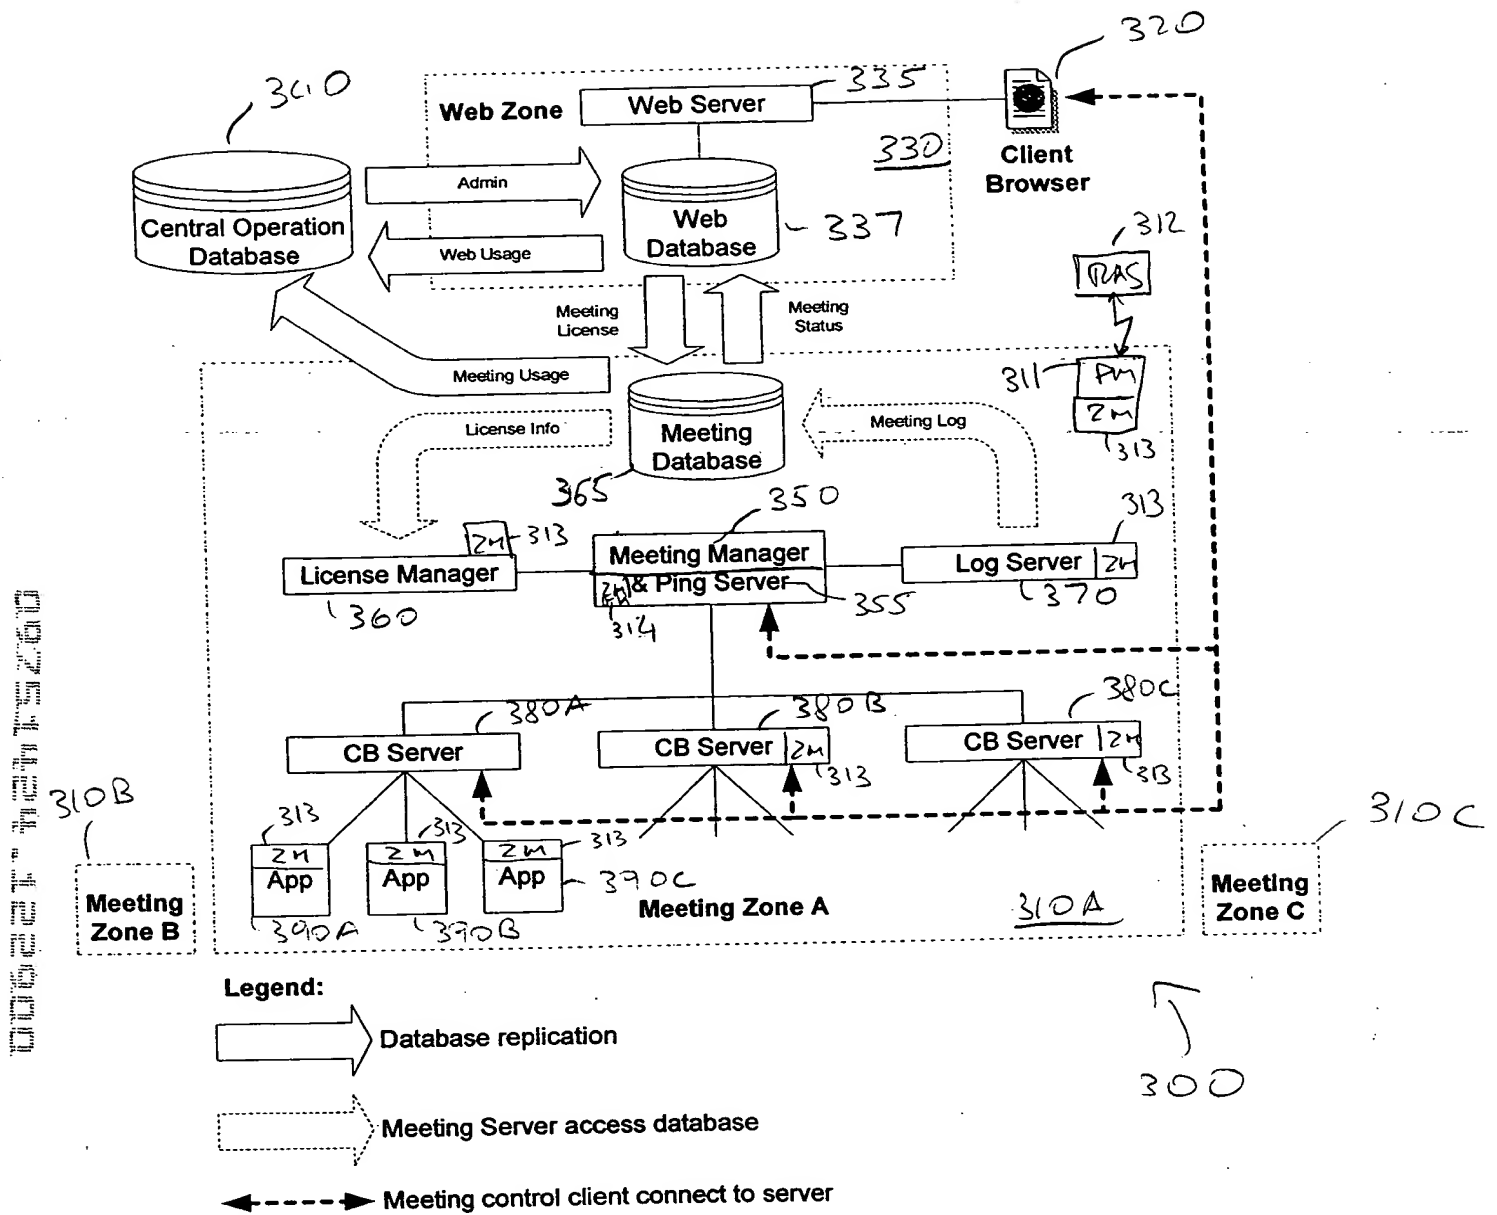 320
340
335
Web Zone
Web Server
330
Client
Browser
Admin
Central Operation
Database
Web
Database
337
Web Usage
312
RAS
Meeting
License
Meeting
Status
311
PM
ZM
313
Meeting Usage
License Info
Meeting Log
Meeting
Database
365
350
ZM
313
313
License Manager
Meeting Manager
& Ping Server
Log Server
ZM
360
314
355
370
380A
380B
380C
CB Server
CB Server
ZM
CB Server
ZM
313
313
310B
310C
313
313
313
ZM
ZM
ZM
App
App
App
390C
390A
390B
Meeting
Zone B
Meeting Zone A
310A
Meeting
Zone C
Legend:
Database replication
300
Meeting Server access database
Meeting control client connect to server
09751424.122900